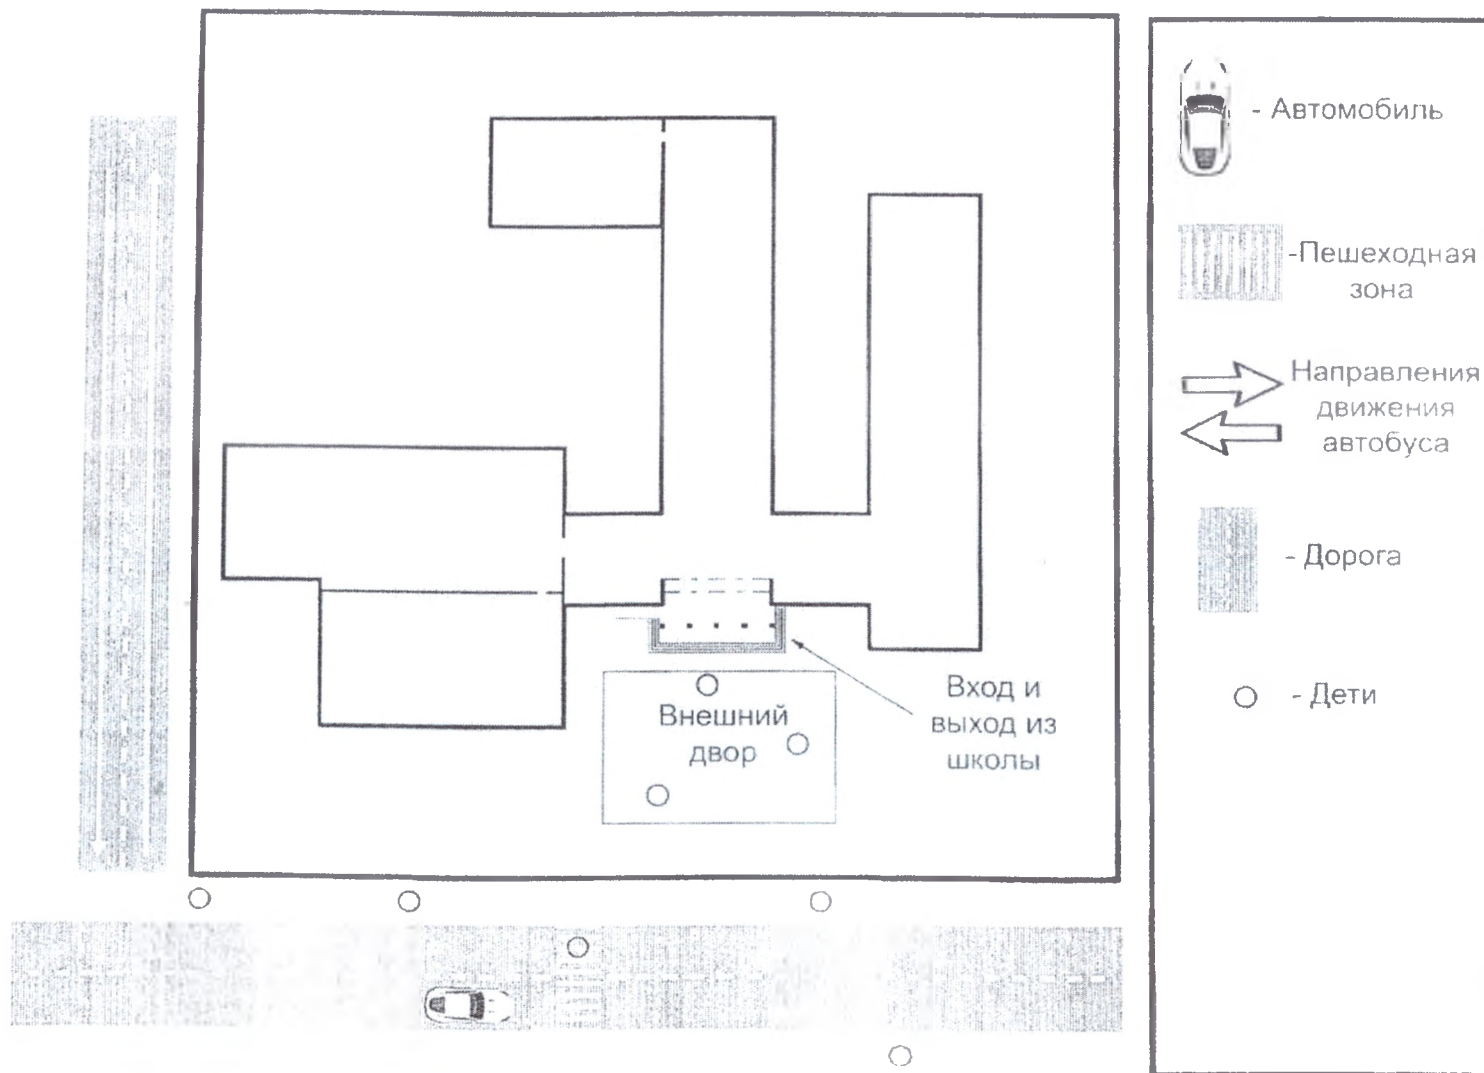 - Автомобиль
-Пешеходная
зона
Направления
движения
автобуса
- Дорога
- Дети
Внешний
двор
Вход и
выход из
школы